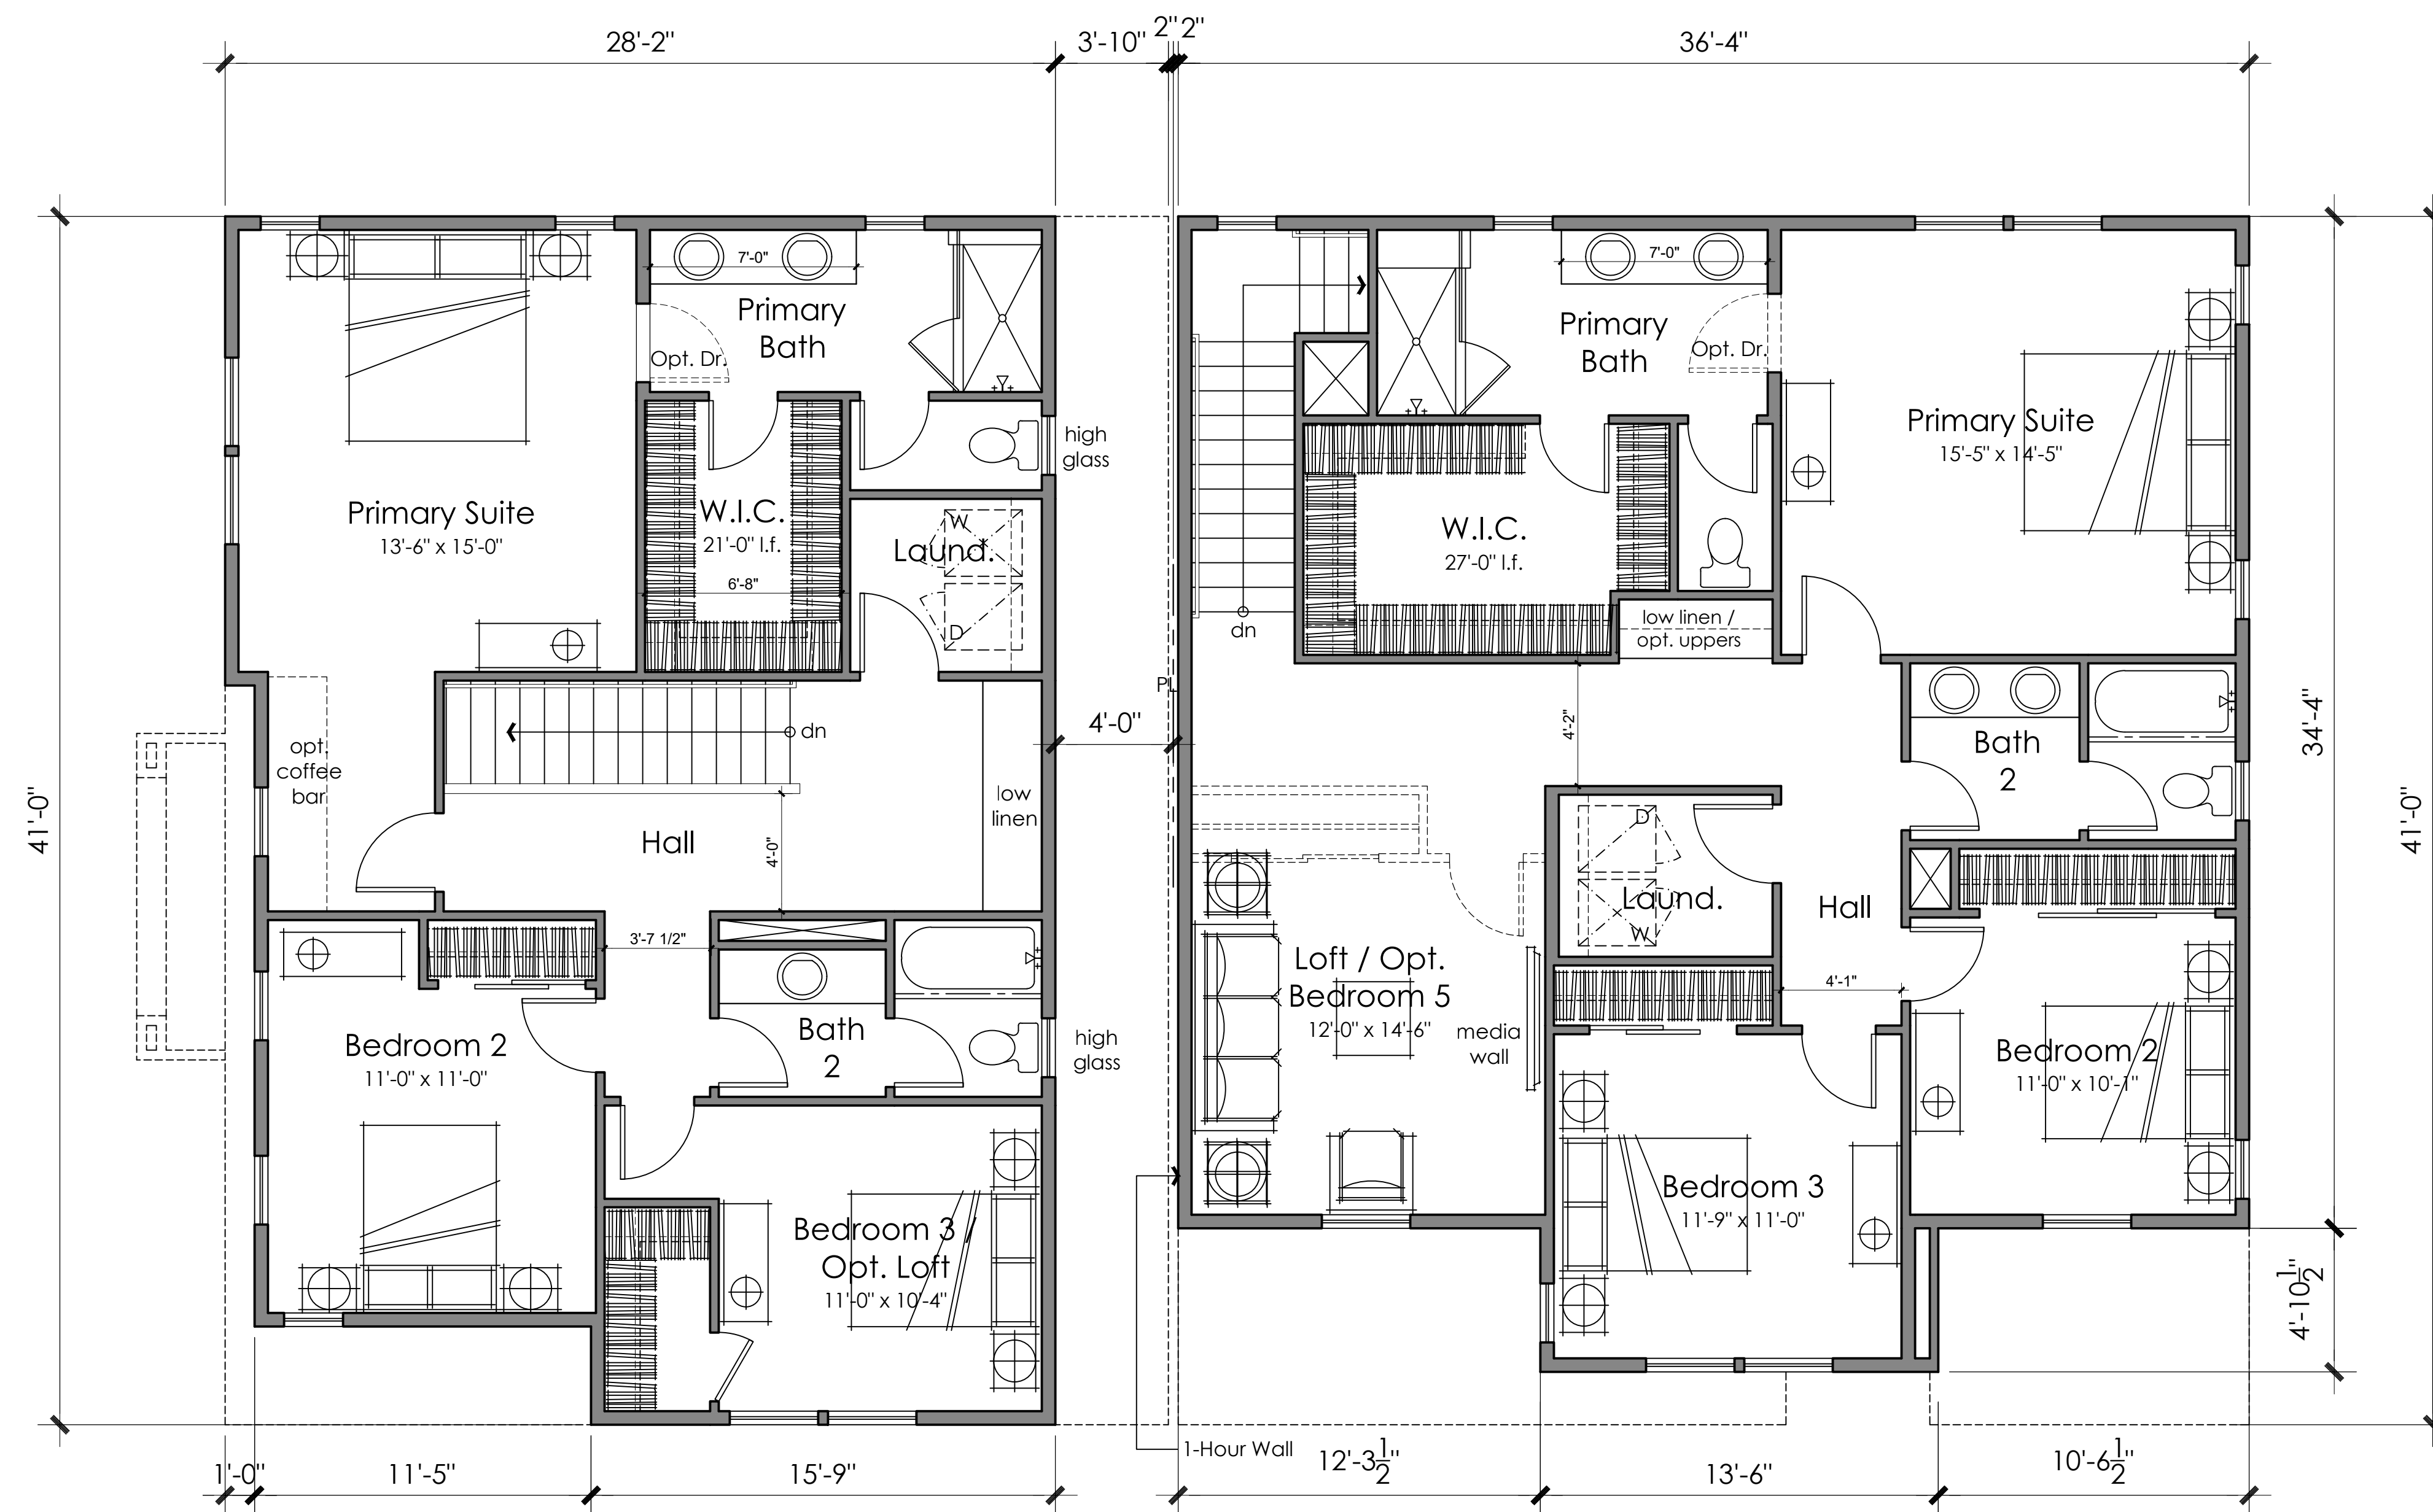 28'-2"
3'-10"
2"
2"
36'-4"
7'-0"
Primary
Bath
Opt. Dr.
high
glass
Primary Suite
13'-6" x 15'-0"
W.I.C.
21'-0" l.f.
6'-8"
W
Laund.
D
opt.
coffee
bar
dn
low
linen
Hall
4'-0"
41'-0"
3'-7 1/2"
Bedroom 2
11'-0" x 11'-0"
Bath
2
high
glass
Bedroom 3 /
Opt. Loft
11'-0" x 10'-4"
1'-0"
11'-5"
15'-9"
PL
4'-0"
7'-0"
Primary
Bath
Opt. Dr.
Primary Suite
15'-5" x 14'-5"
W.I.C.
27'-0" l.f.
dn
low linen /
opt. uppers
4'-2"
Bath
2
34'-4"
41'-0"
D
Laund.
W
Hall
4'-1"
Loft / Opt.
Bedroom 5
12'-0" x 14'-6"
media
wall
Bedroom 2
11'-0" x 10'-1"
Bedroom 3
11'-9" x 11'-0"
4'-10 1/2"
1-Hour Wall
12'-3 1/2"
13'-6"
10'-6 1/2"